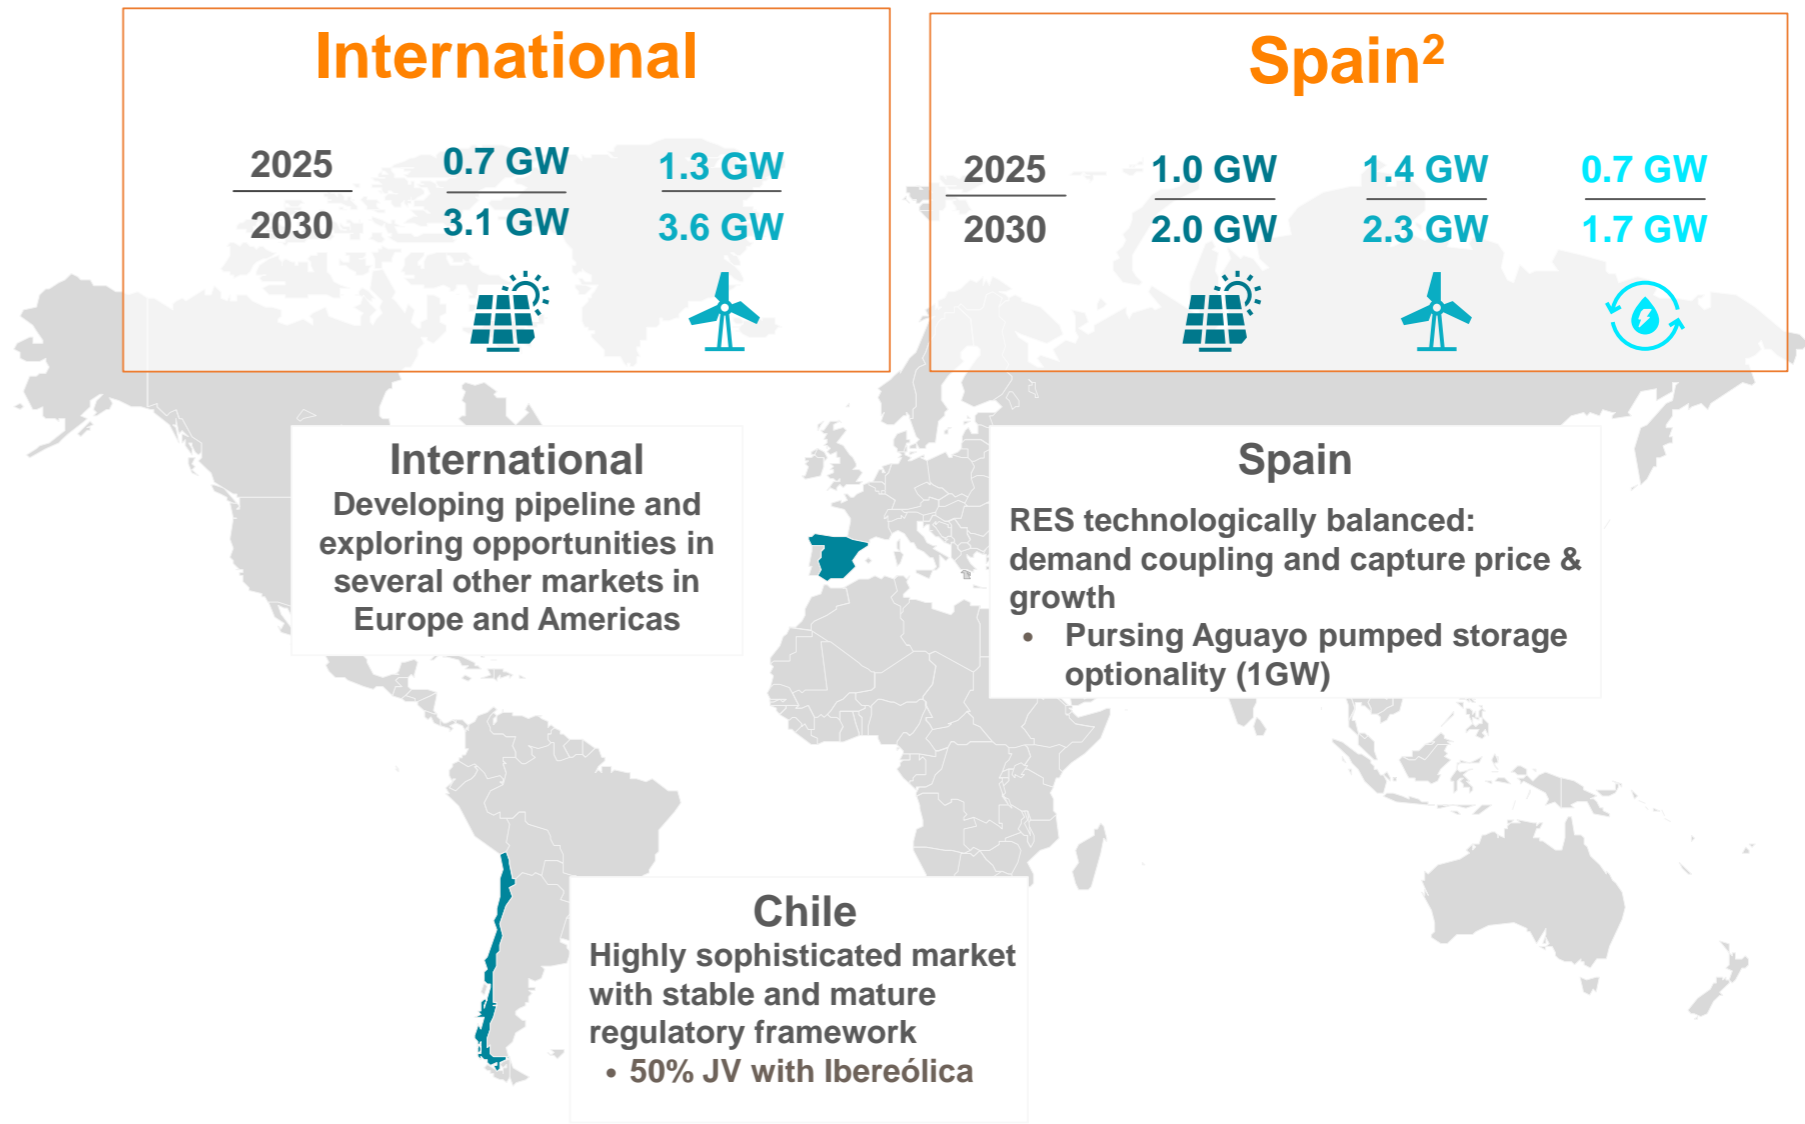 International
2025 0.7 GW 1.3 GW
2030 3.1 GW 3.6 GW
Spain²
2025 1.0 GW 1.4 GW 0.7 GW
2030 2.0 GW 2.3 GW 1.7 GW
International
Developing pipeline and
exploring opportunities in
several other markets in
Europe and Americas
Spain
RES technologically balanced:
demand coupling and capture price &
growth
• Pursing Aguayo pumped storage
optionality (1GW)
Chile
Highly sophisticated market
with stable and mature
regulatory framework
• 50% JV with Ibereólica